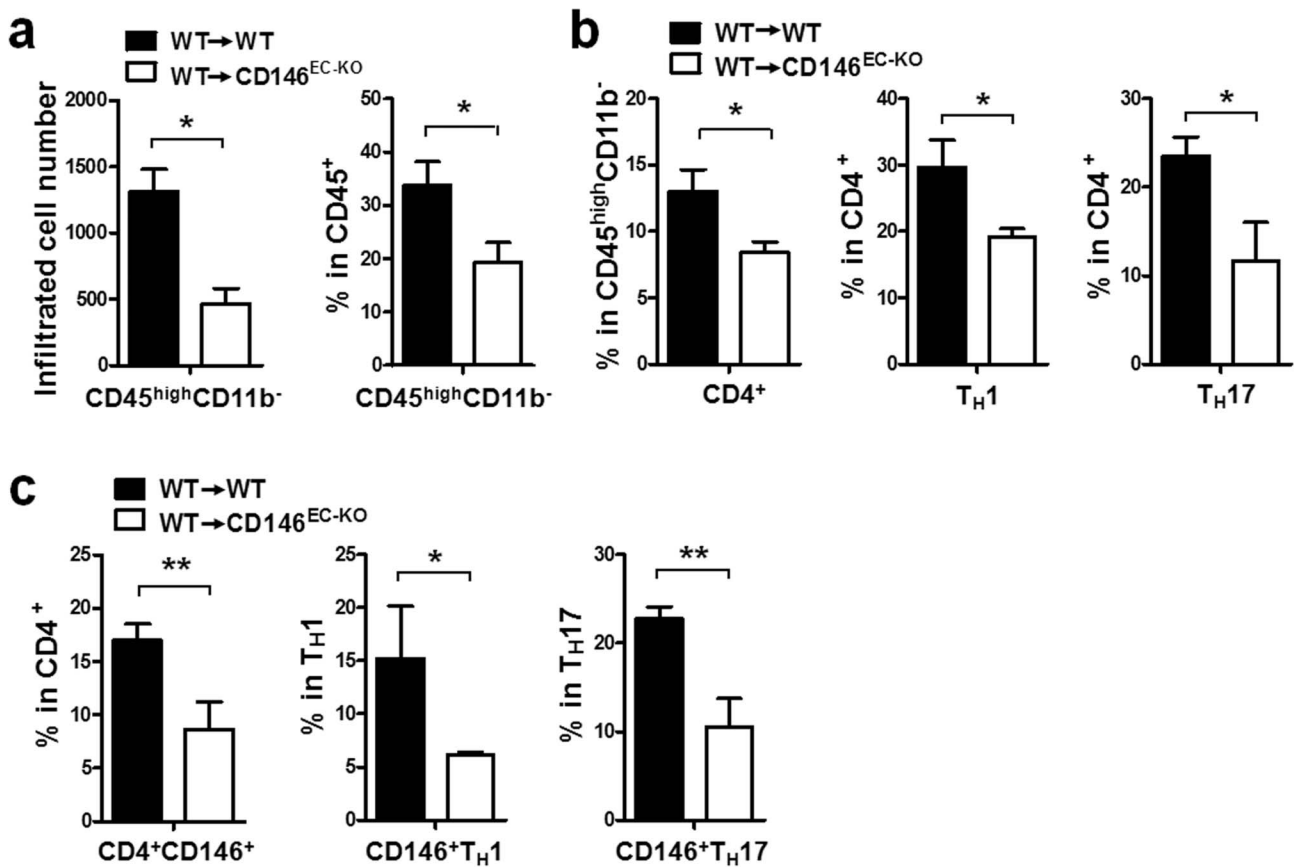 a
WT→WT
WT→CD146EC-KO
Infiltrated cell number
2000
1500
1000
500
0
*
CD45highCD11b-
% in CD45+
50
40
30
20
10
0
*
CD45highCD11b-
b
WT→WT
WT→CD146EC-KO
% in CD45highCD11b-
20
15
10
5
0
*
CD4+
% in CD4+
40
30
20
10
0
*
TH1
% in CD4+
30
20
10
0
*
TH17
c
WT→WT
WT→CD146EC-KO
% in CD4+
25
20
15
10
5
0
**
CD4+CD146+
% in TH1
25
20
15
10
5
0
*
CD146+TH1
% in TH17
30
20
10
0
**
CD146+TH17